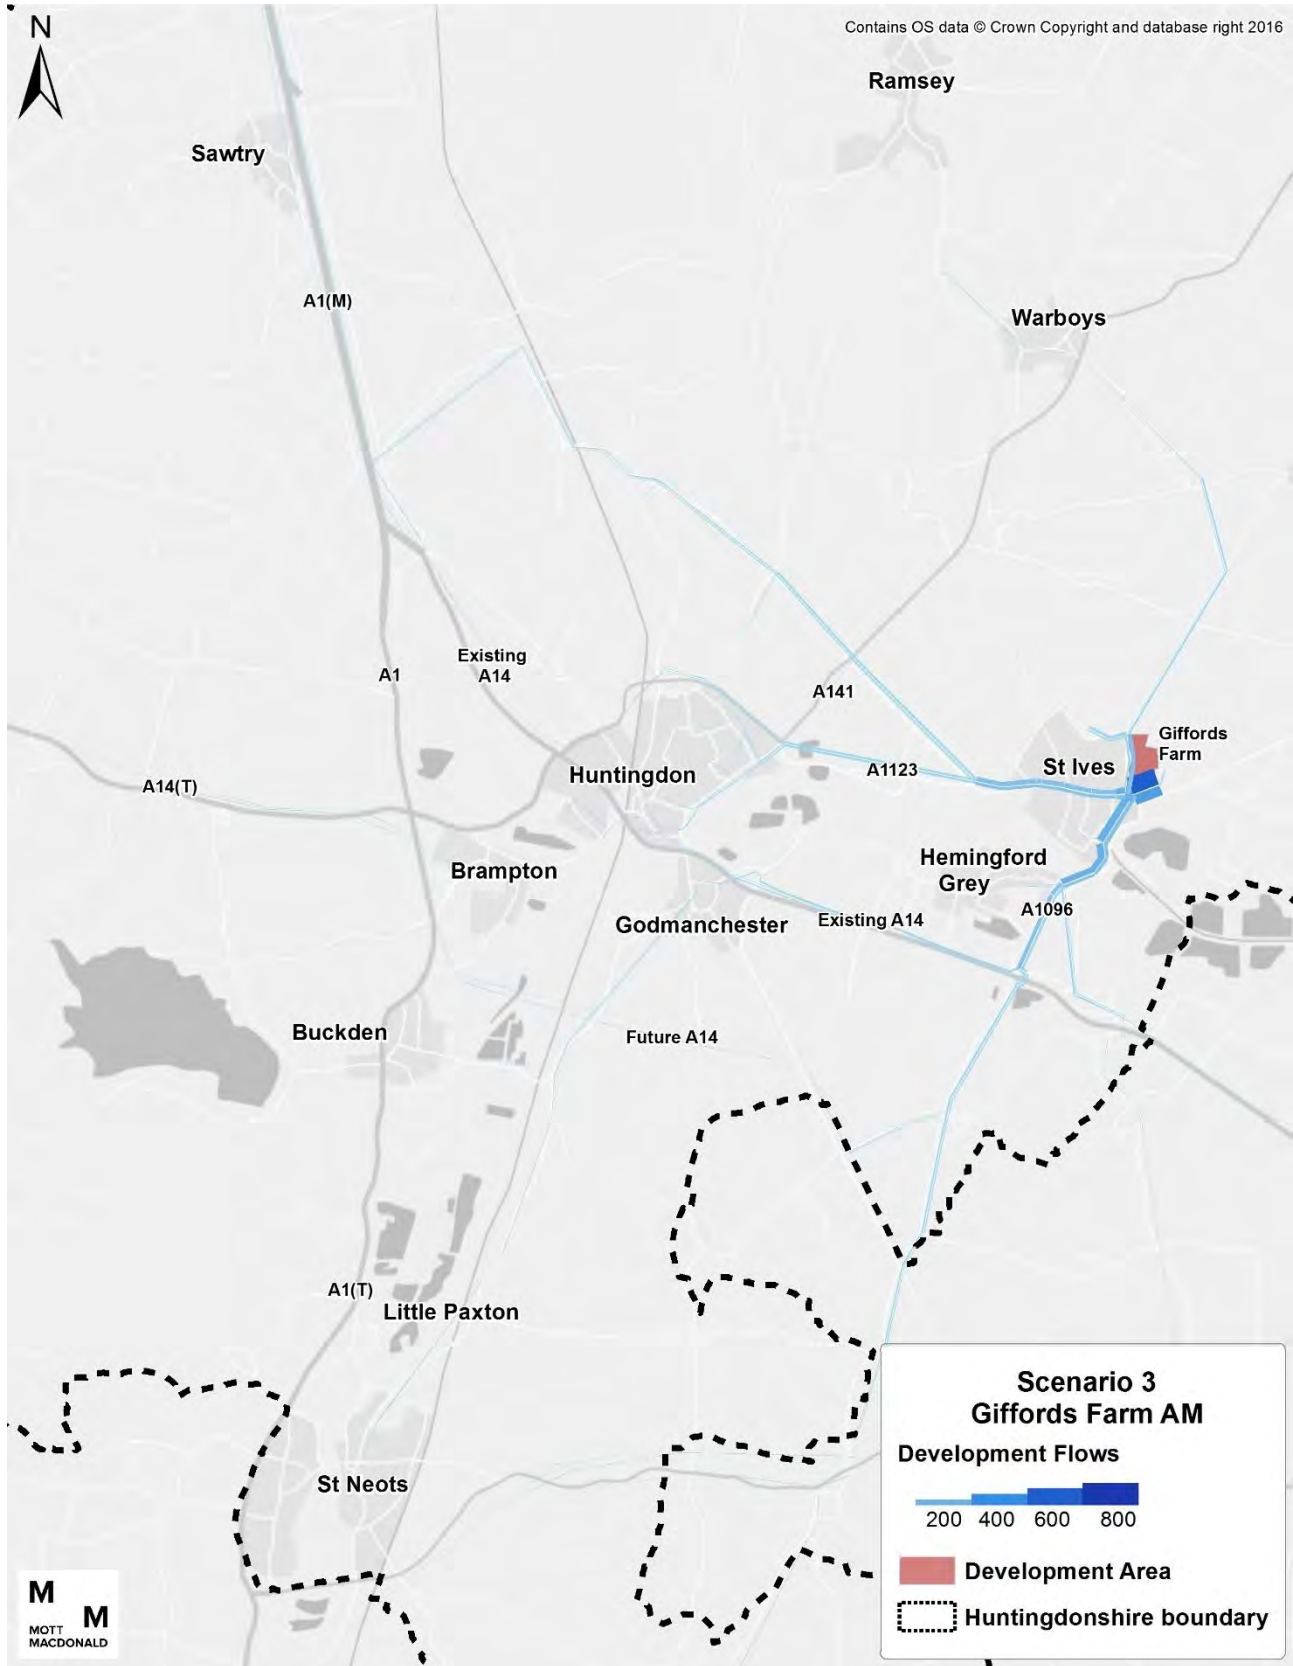 N
Contains OS data © Crown Copyright and database right 2016
Ramsey
Sawtry
A1(M)
Warboys
Existing
A14
A1
A141
Giffords
Farm
St Ives
A1123
Huntingdon
A14(T)
Hemingford
Grey
Brampton
A1096
Existing A14
Godmanchester
Buckden
Future A14
A1(T)
Little Paxton
St Neots
Scenario 3
Giffords Farm AM
Development Flows
200 400 600 800
Development Area
Huntingdonshire boundary
M
M
MOTT
MACDONALD